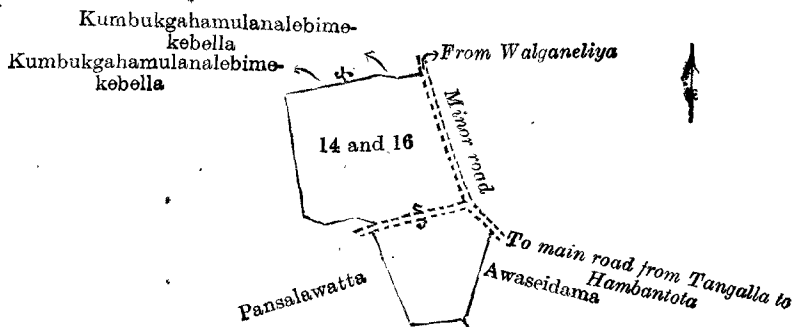 Kumbukgahamulanalebime-
kebella
Kumbukgahamulanalebime-
kebella
From Walganeliya
Minor road
14 and 16
To main road from Tangalla to
Hambantota
Awaseidama
Pansalawatta